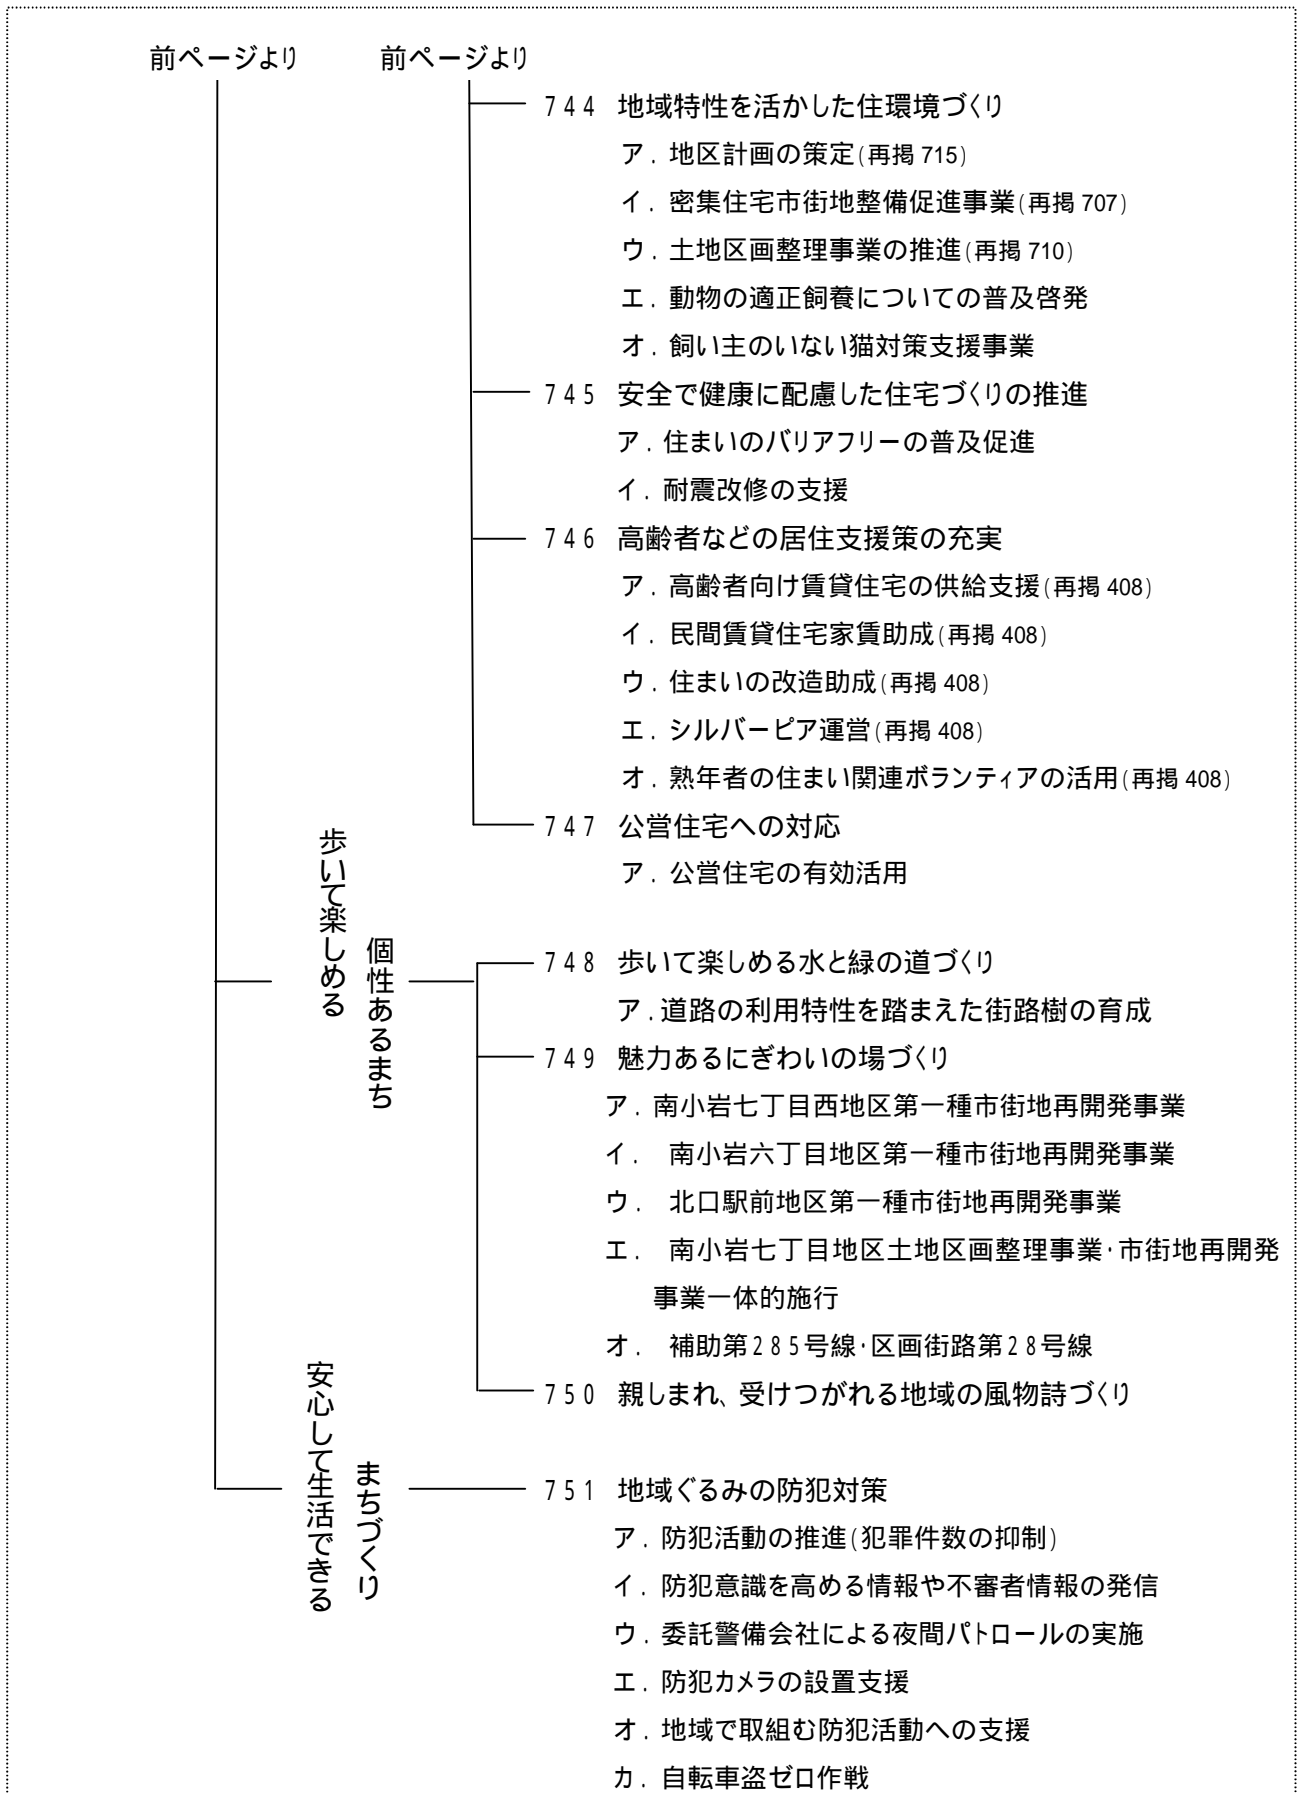 前ページより 前ページより
744 地域特性を活かした住環境づくり
ア．地区計画の策定(再掲 715)
イ．密集住宅市街地整備促進事業(再掲 707)
ウ．土地区画整理事業の推進(再掲 710)
エ．動物の適正飼養についての普及啓発
オ．飼い主のいない猫対策支援事業
745 安全で健康に配慮した住宅づくりの推進
ア．住まいのバリアフリーの普及促進
イ．耐震改修の支援
746 高齢者などの居住支援策の充実
ア．高齢者向け賃貸住宅の供給支援(再掲 408)
イ．民間賃貸住宅家賃助成(再掲 408)
ウ．住まいの改造助成(再掲 408)
エ．シルバーピア運営(再掲 408)
オ．熟年者の住まい関連ボランティアの活用(再掲 408)
747 公営住宅への対応
ア．公営住宅の有効活用
歩いて楽しめる
個性あるまち
748 歩いて楽しめる水と緑の道づくり
ア．道路の利用特性を踏まえた街路樹の育成
749 魅力あるにぎわいの場づくり
ア．南小岩七丁目西地区第一種市街地再開発事業
イ． 南小岩六丁目地区第一種市街地再開発事業
ウ． 北口駅前地区第一種市街地再開発事業
エ． 南小岩七丁目地区土地区画整理事業・市街地再開発
事業一体的施行
オ． 補助第285号線・区画街路第28号線
750 親しまれ、受けつがれる地域の風物詩づくり
安心して生活できる
まちづくり
751 地域ぐるみの防犯対策
ア．防犯活動の推進(犯罪件数の抑制)
イ．防犯意識を高める情報や不審者情報の発信
ウ．委託警備会社による夜間パトロールの実施
エ．防犯カメラの設置支援
オ．地域で取組む防犯活動への支援
カ．自転車盗ゼロ作戦